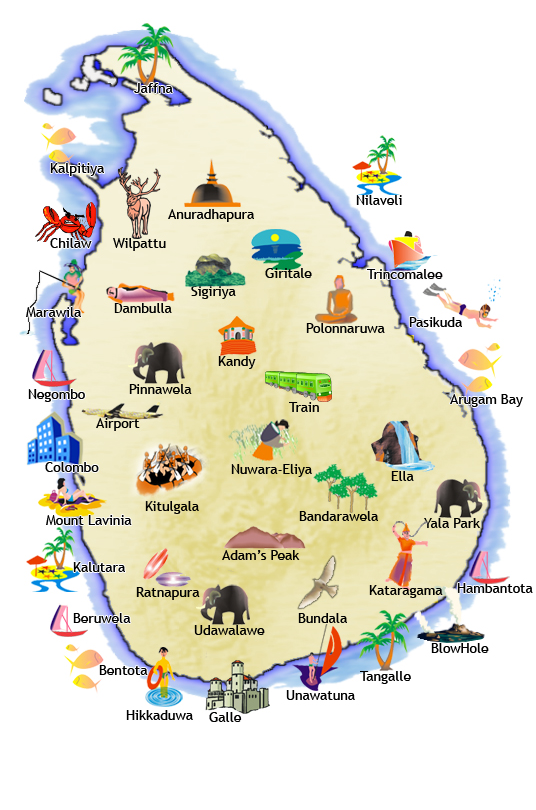 Jaffna
Kalpitiya
Nilaveli
Anuradhapura
Chilaw
Wilpattu
Giritale
Trincomalee
Sigiriya
Dambulla
Marawila
Polonnaruwa
Pasikuda
Kandy
Pinnawela
Negombo
Train
Arugam Bay
Airport
Colombo
Nuwara-Eliya
Ella
Kitulgala
Bandarawela
Mount Lavinia
Yala Park
Adam's Peak
Kalutara
Ratnapura
Kataragama
Hambantota
Beruwela
Udawalawe
Bundala
BlowHole
Bentota
Tangalle
Unawatuna
Hikkaduwa
Galle